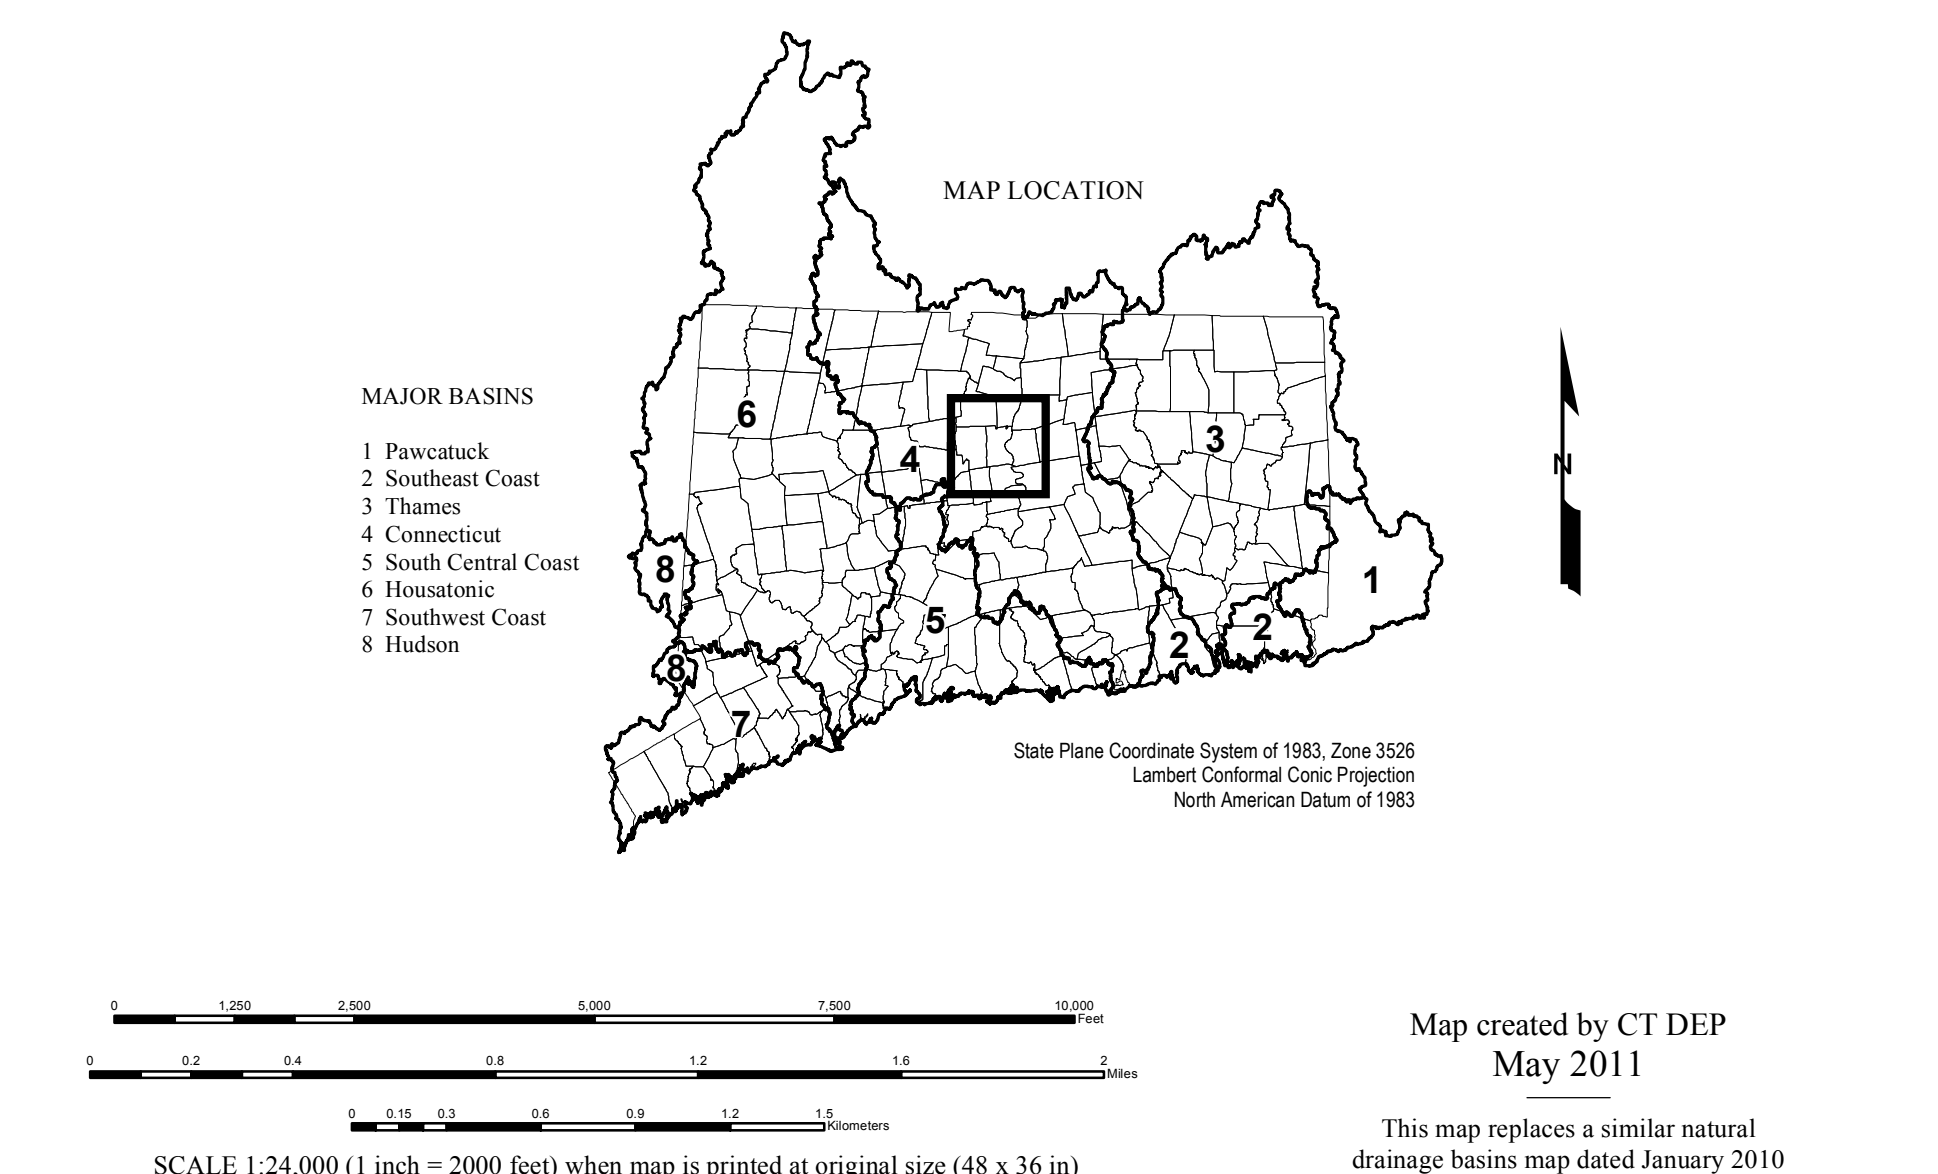 MAP LOCATION
MAJOR BASINS
1 Pawcatuck
2 Southeast Coast
3 Thames
4 Connecticut
5 South Central Coast
6 Housatonic
7 Southwest Coast
8 Hudson
6
4
3
8
5
1
2
2
8
7
N
State Plane Coordinate System of 1983, Zone 3526
Lambert Conformal Conic Projection
North American Datum of 1983
0 1,250 2,500 5,000 7,500 10,000
Feet
0 0.2 0.4 0.8 1.2 1.6 2
Miles
0 0.15 0.3 0.6 0.9 1.2 1.5
Kilometers
SCALE 1:24,000 (1 inch = 2000 feet) when map is printed at original size (48 x 36 in)
Map created by CT DEP
May 2011
This map replaces a similar natural
drainage basins map dated January 2010